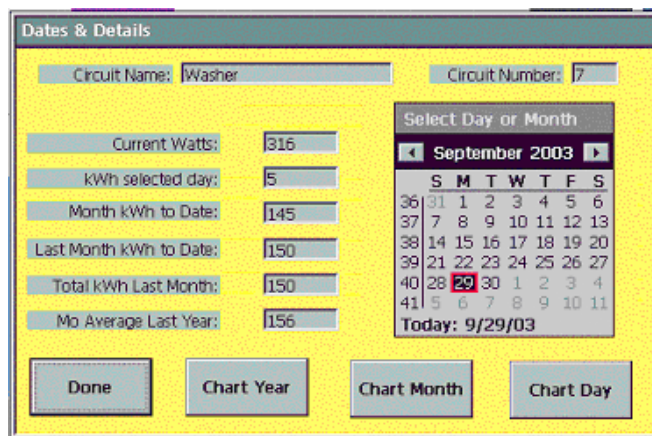 Dates & Details
Circuit Name: Washer Circuit Number: 7
Select Day or Month
September 2003
S M T W T F S
36 31 1 2 3 4 5 6
37 7 8 9 10 11 12 13
38 14 15 16 17 18 19 20
39 21 22 23 24 25 26 27
40 28 29 30 1 2 3 4
41 5 6 7 8 9 10 11
Today: 9/29/03
Current Watts: 316
kWh selected day: 5
Month kWh to Date: 145
Last Month kWh to Date: 150
Total kWh Last Month: 150
Mo Average Last Year: 156
Done Chart Year Chart Month Chart Day